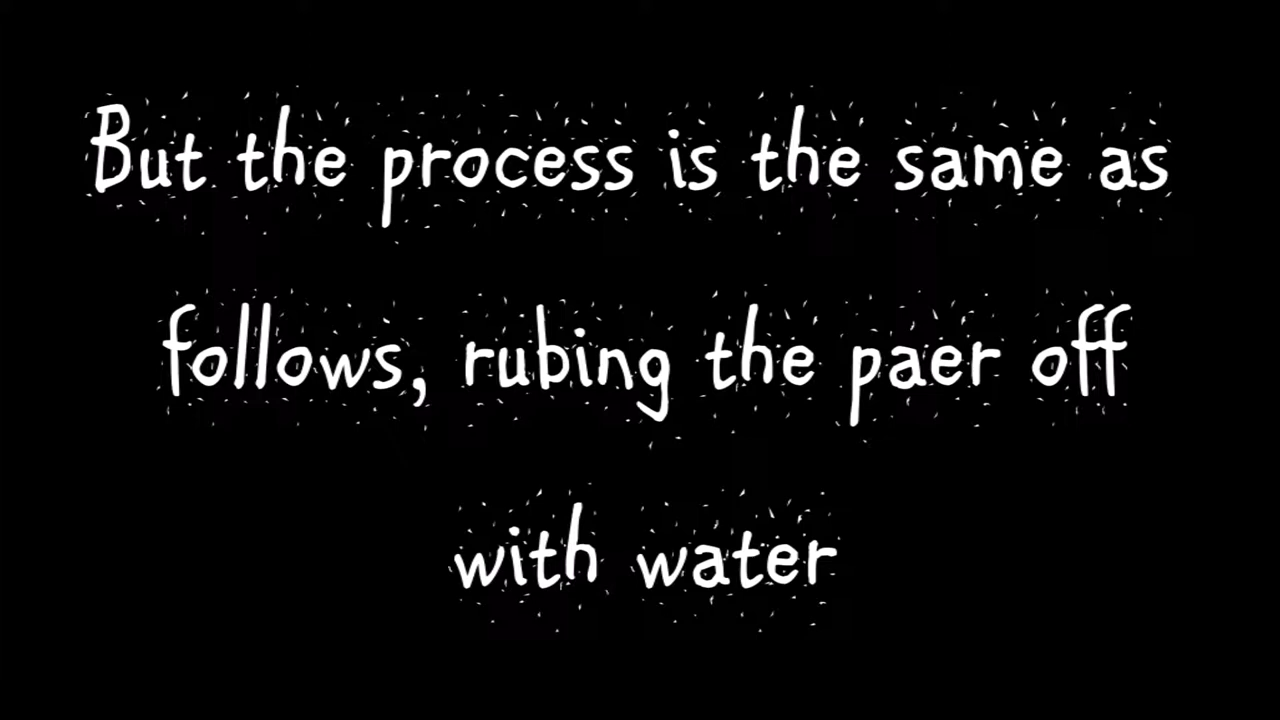 But the process is the same as
follows, rubing the paer off
with water